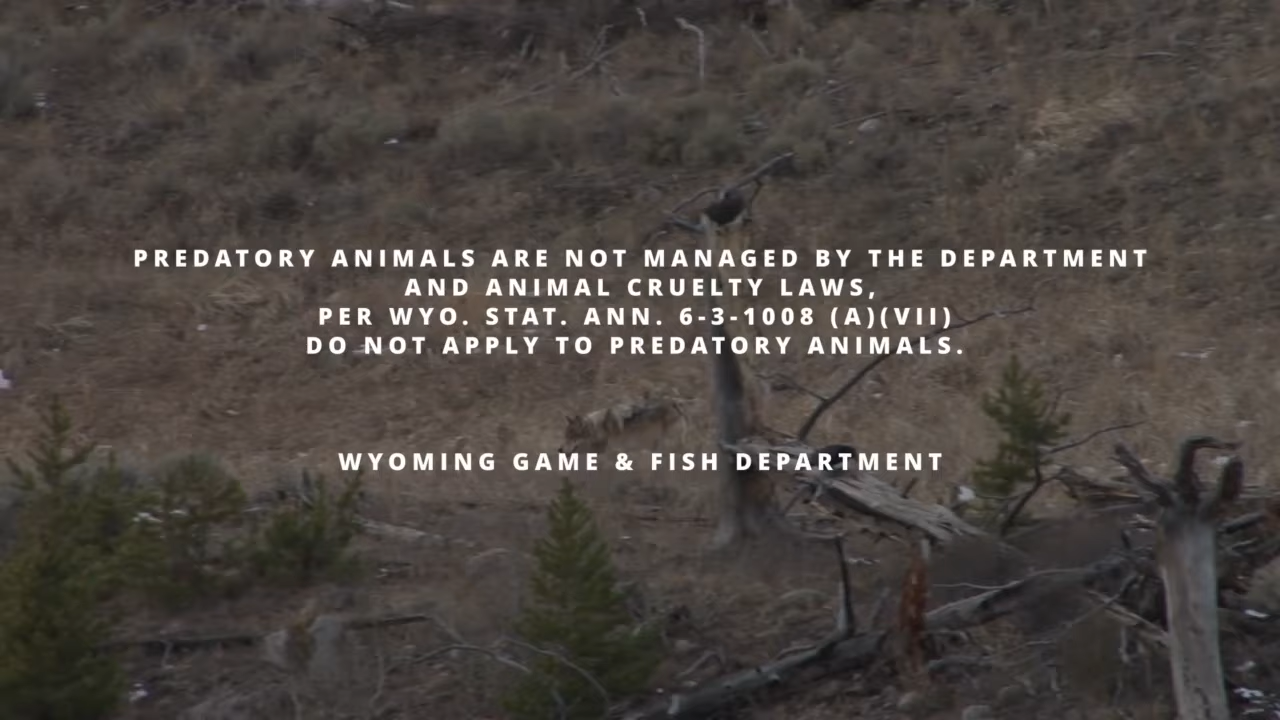 PREDATORY ANIMALS ARE NOT MANAGED BY THE DEPARTMENT
AND ANIMAL CRUELTY LAWS,
PER WYO. STAT. ANN. 6-3-1008 (A)(VII)
DO NOT APPLY TO PREDATORY ANIMALS.
WYOMING GAME & FISH DEPARTMENT